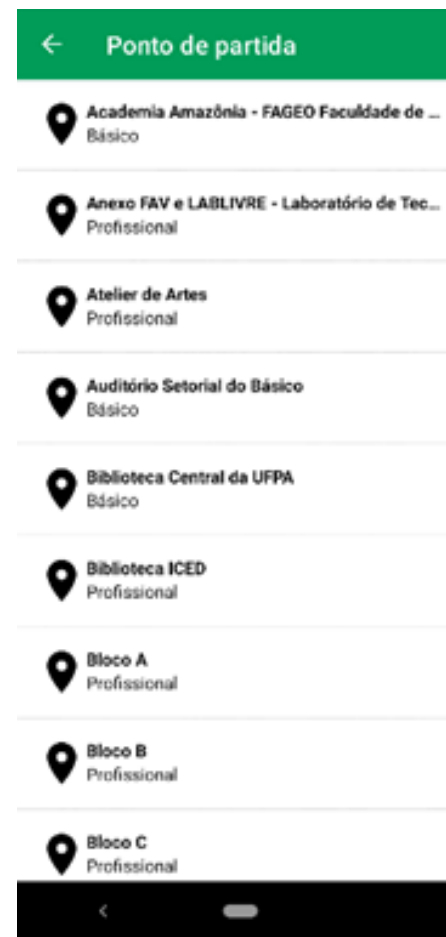 Ponto de partida
Academia Amazônia - FAGEO Faculdade de ...
Básico
Anexo FAV e LABLIVRE - Laboratório de Tec...
Profissional
Atelier de Artes
Profissional
Auditório Setorial do Básico
Básico
Biblioteca Central da UFPA
Básico
Biblioteca ICED
Profissional
Bloco A
Profissional
Bloco B
Profissional
Bloco C
Profissional